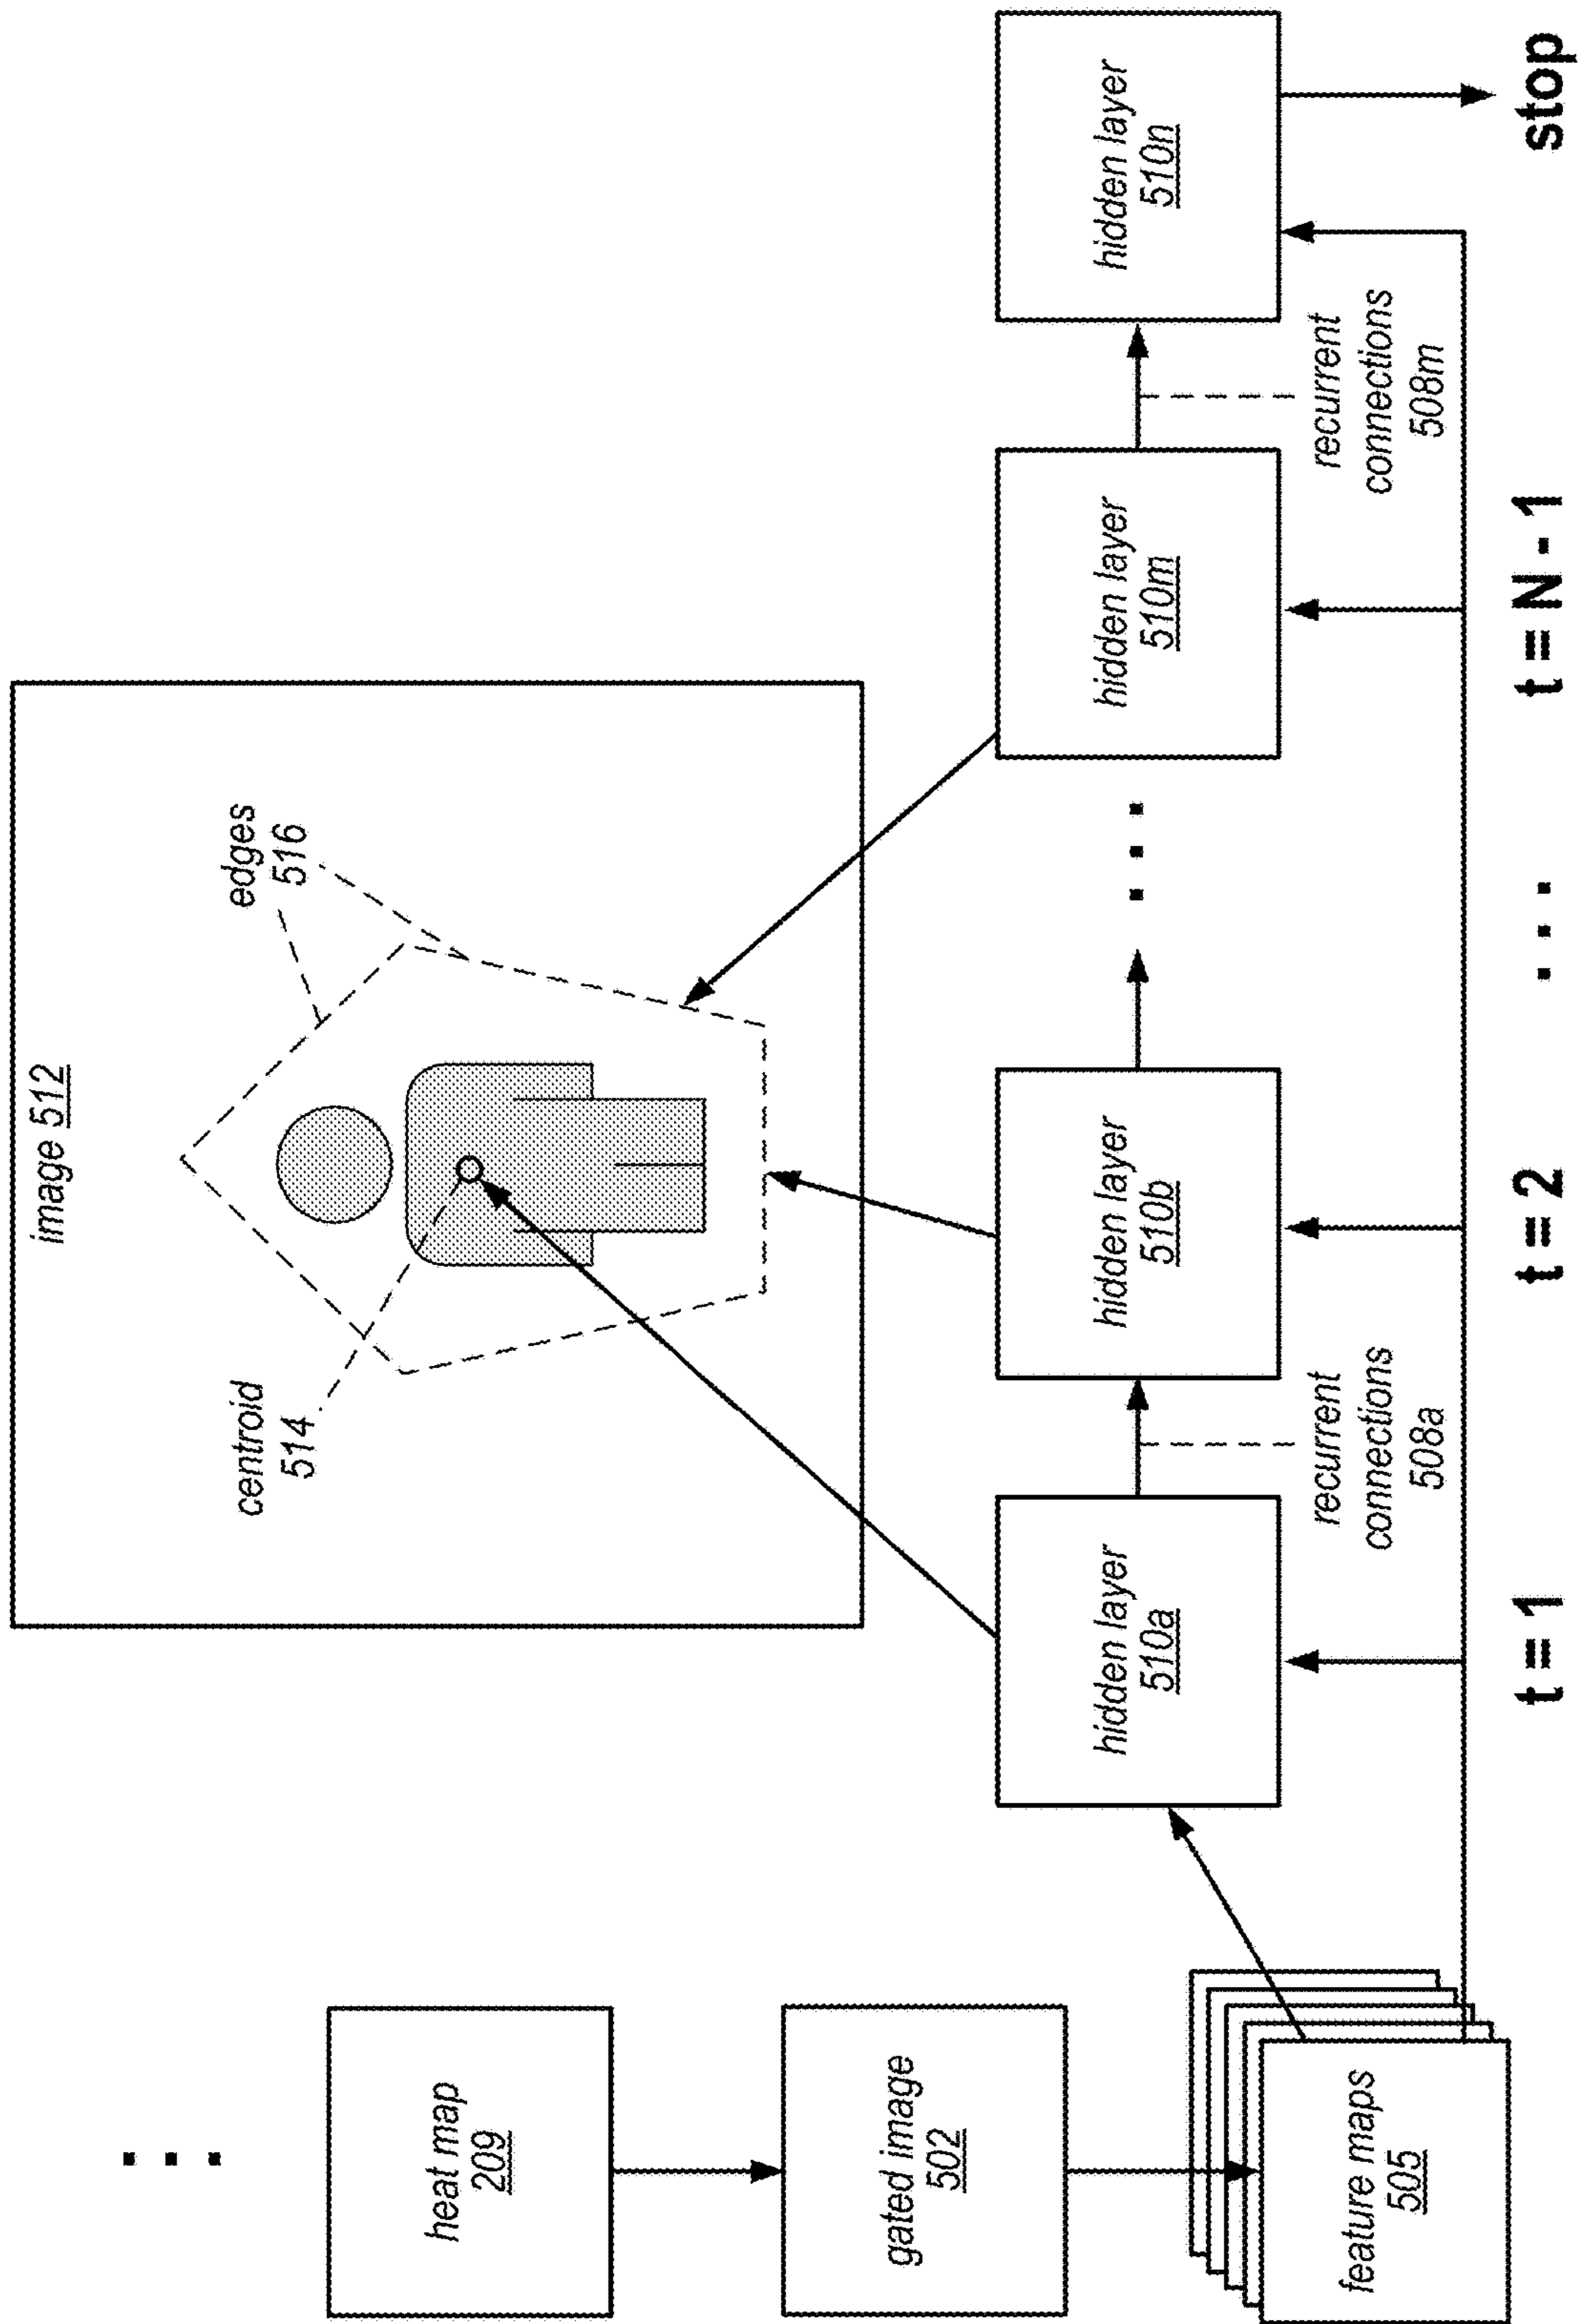 image 512
centroid
514
edges
516
heat map
209
gated image
502
feature maps
505
hidden layer
510a
hidden layer
510b
hidden layer
510m
hidden layer
510n
recurrent
connections
508a
recurrent
connections
508m
t = 1
t = 2
t = N - 1
stop